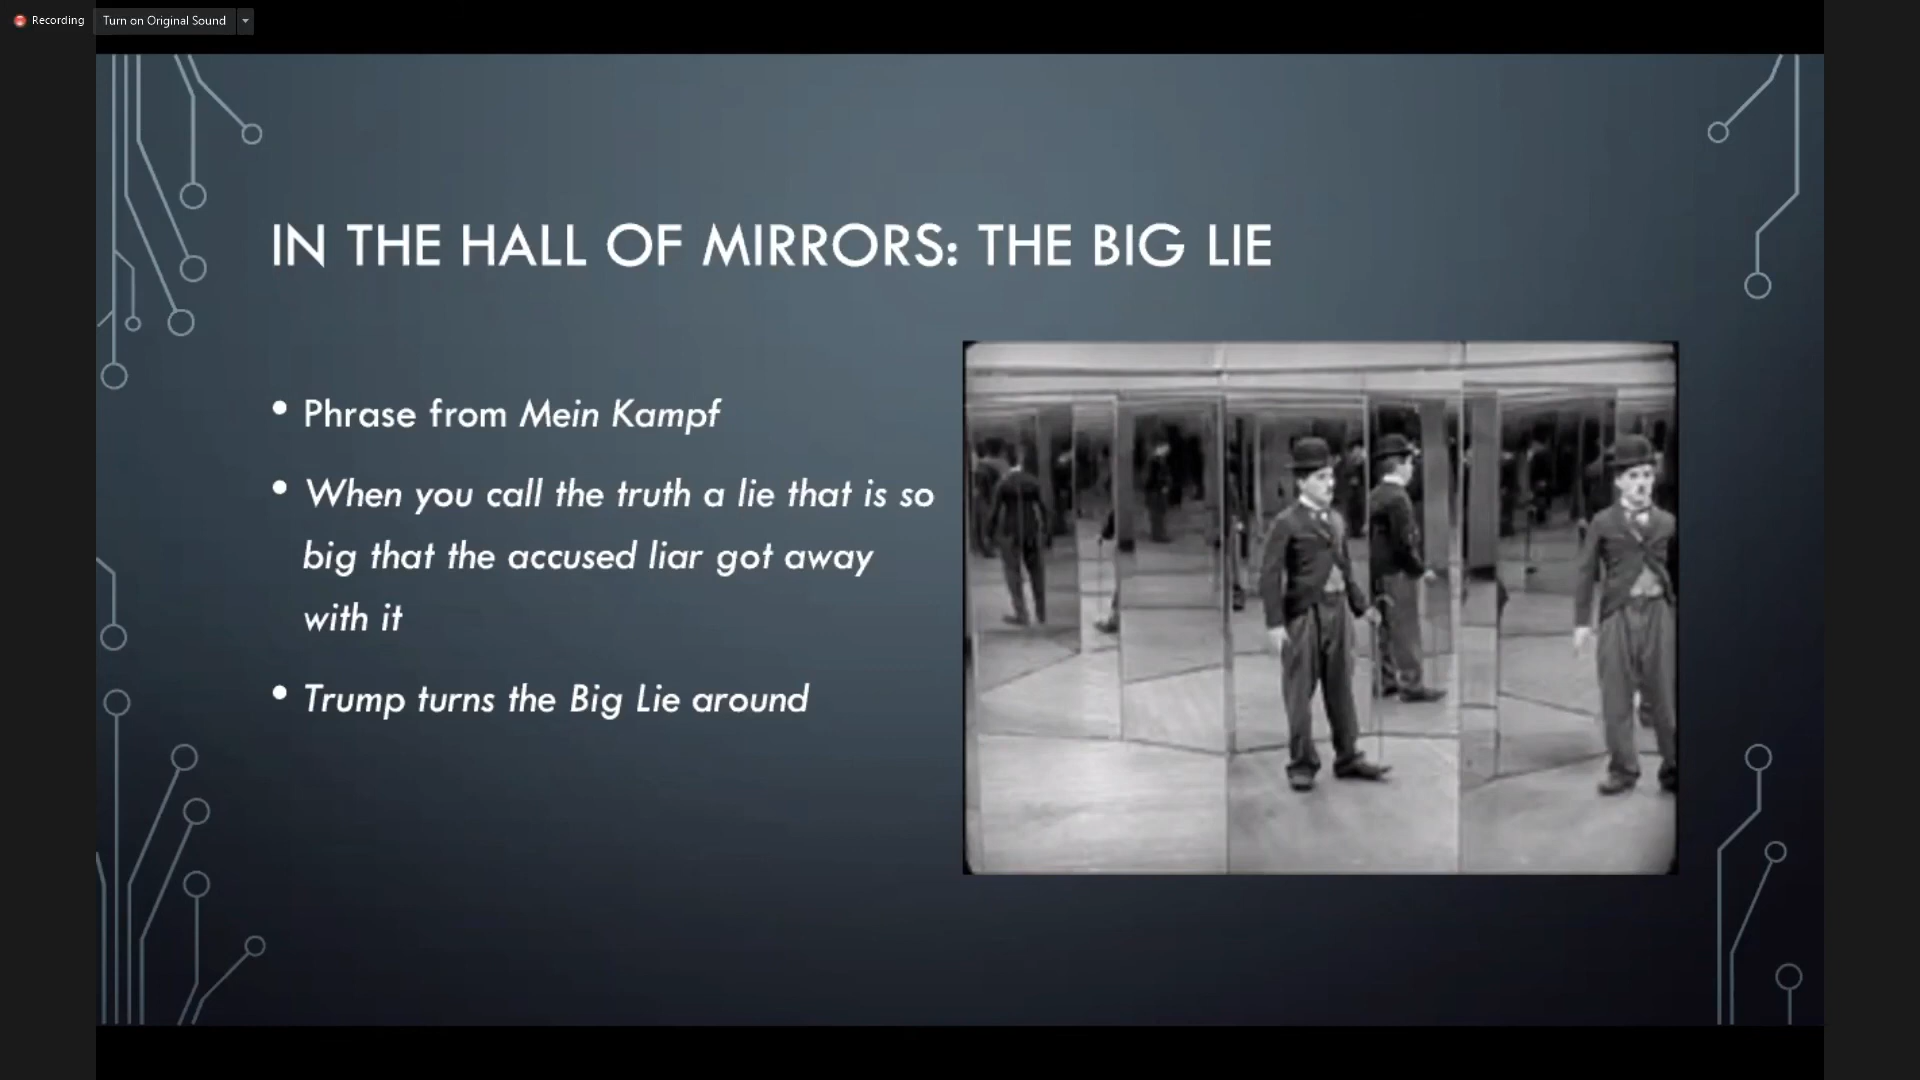 Recording
Turn on Original Sound
IN THE HALL OF MIRRORS: THE BIG LIE
• Phrase from Mein Kampf
• When you call the truth a lie that is so
big that the accused liar got away
with it
• Trump turns the Big Lie around